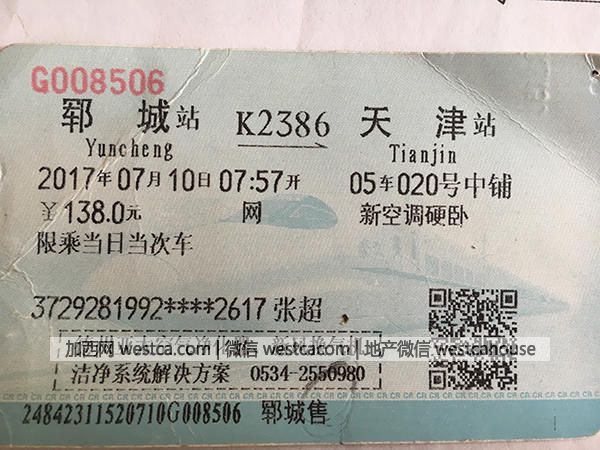 G008506
郓城站 K2386 天津站
Yuncheng Tianjin
2017年07月10日07:57开 05车020号中铺
¥138.0元 网 新空调硬卧
限乘当日当次车
3729281992****2617 张超
加西网 westca.com | 微信 westcacom | 地产微信 westcahouse
洁净系统解决方案 0534-2550980
24842311520710G008506 郓城售